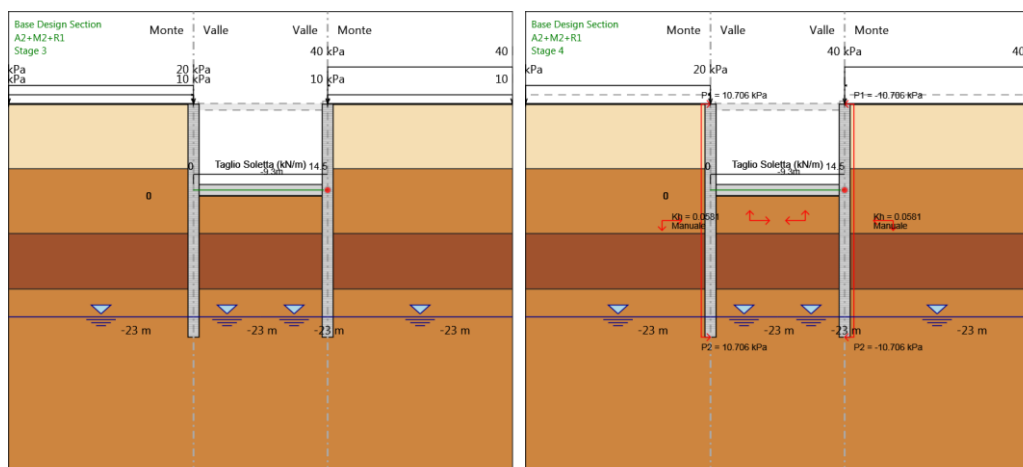 Base Design Section
A2+M2+R1
Stage 3
Monte
Valle
Monte
40 kPa
40
kPa
20 kPa
kPa
10 kPa
10 kPa
10
0
Taglio Soletta (kN/m)
14.5
-9.3m
0
-23 m
-23 m
-23 m
-23 m
Base Design Section
A2+M2+R1
Stage 4
Monte
Valle
Monte
40 kPa
40
kPa
20 kPa
P1 = 10.706 kPa
P1 = -10.706 kPa
0
Taglio Soletta (kN/m)
14.5
-9.3m
0
Kh = 0.0581
Manuale
Kh = 0.0581
Manuale
-23 m
-23 m
-23 m
-23 m
P2 = 10.706 kPa
P2 = -10.706 kPa